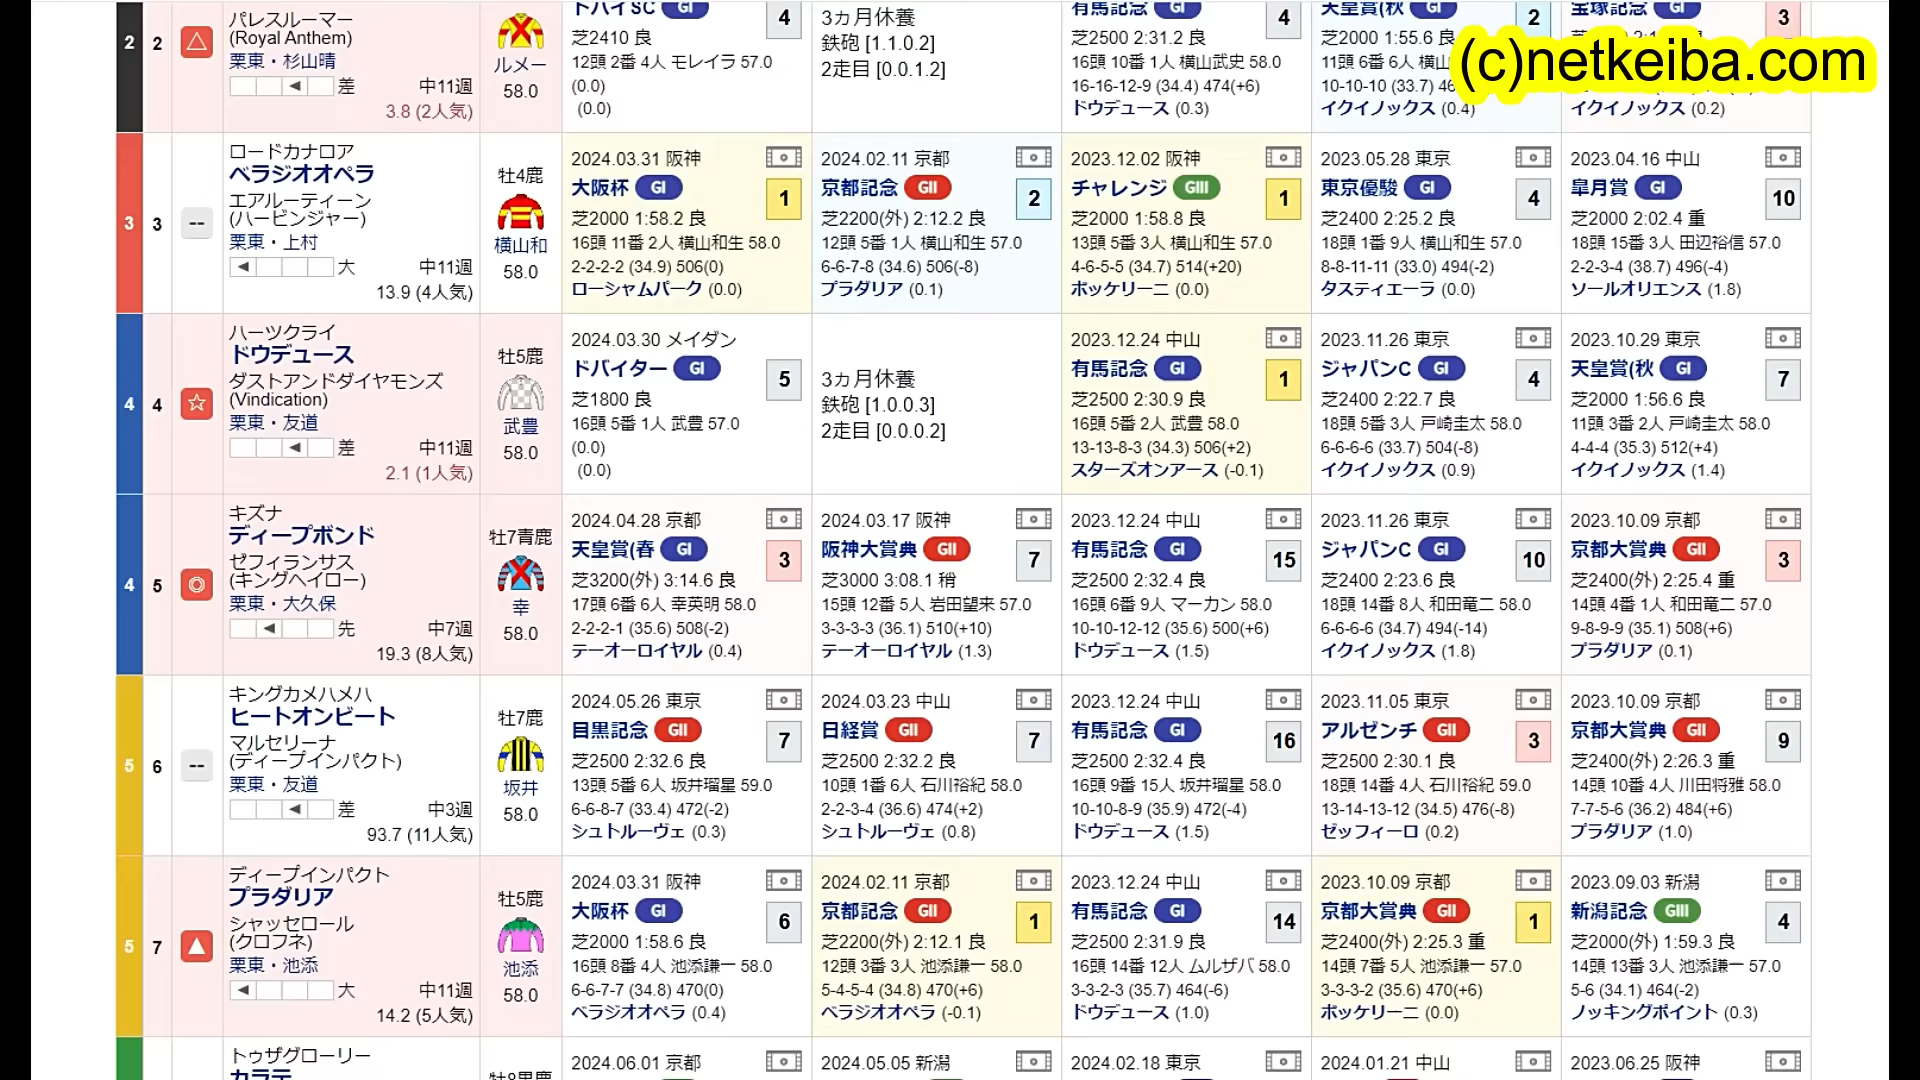 (c)netkeiba.com
2 2 △ パレスルーマー
(Royal Anthem)
栗東・杉山晴
差 中11週
3.8 (2人気)
ルメー
58.0
ドバイSC GI 4
芝2410 良
12頭 2番 4人 モレイラ 57.0
(0.0)
(0.0)
3ヵ月休養
鉄砲 [1.1.0.2]
2走目 [0.0.1.2]
有馬記念 GI 4
芝2500 2:31.2 良
16頭 10番 1人 横山武史 58.0
16-16-12-9 (34.4) 474(+6)
ドウデュース (0.3)
天皇賞(秋 GI 2
芝2000 1:55.6 良
11頭 6番 6人 横山
10-10-10 (33.7) 46
イクイノックス (0.4)
宝塚記念 GI 3
イクイノックス (0.2)
3 3 -- ロードカナロア
ベラジオオペラ
エアルーティーン
(ハービンジャー)
栗東・上村
大 中11週
13.9 (4人気)
牡4鹿
横山和
58.0
2024.03.31 阪神
大阪杯 GI 1
芝2000 1:58.2 良
16頭 11番 2人 横山和生 58.0
2-2-2-2 (34.9) 506(0)
ローシャムパーク (0.0)
2024.02.11 京都
京都記念 GII 2
芝2200(外) 2:12.2 良
12頭 5番 1人 横山和生 57.0
6-6-7-8 (34.6) 506(-8)
プラダリア (0.1)
2023.12.02 阪神
チャレンジ GIII 1
芝2000 1:58.8 良
13頭 5番 3人 横山和生 57.0
4-6-5-5 (34.7) 514(+20)
ボッケリーニ (0.0)
2023.05.28 東京
東京優駿 GI 4
芝2400 2:25.2 良
18頭 1番 9人 横山和生 57.0
8-8-11-11 (33.0) 494(-2)
タスティエーラ (0.0)
2023.04.16 中山
皐月賞 GI 10
芝2000 2:02.4 重
18頭 15番 3人 田辺裕信 57.0
2-2-3-4 (38.7) 496(-4)
ソールオリエンス (1.8)
4 4 ☆ ハーツクライ
ドウデュース
ダストアンドダイヤモンズ
(Vindication)
栗東・友道
差 中11週
2.1 (1人気)
牡5鹿
武豊
58.0
2024.03.30 メイダン
ドバイター GI 5
芝1800 良
16頭 5番 1人 武豊 57.0
(0.0)
(0.0)
3ヵ月休養
鉄砲 [1.0.0.3]
2走目 [0.0.0.2]
2023.12.24 中山
有馬記念 GI 1
芝2500 2:30.9 良
16頭 5番 2人 武豊 58.0
13-13-8-3 (34.3) 506(+2)
スターズオンアース (-0.1)
2023.11.26 東京
ジャパンC GI 4
芝2400 2:22.7 良
18頭 5番 3人 戸崎圭太 58.0
6-6-6-6 (33.7) 504(-8)
イクイノックス (0.9)
2023.10.29 東京
天皇賞(秋 GI 7
芝2000 1:56.6 良
11頭 3番 2人 戸崎圭太 58.0
4-4-4 (35.3) 512(+4)
イクイノックス (1.4)
4 5 ◎ キズナ
ディープボンド
ゼフィランサス
(キングヘイロー)
栗東・大久保
先 中7週
19.3 (8人気)
牡7青鹿
幸
58.0
2024.04.28 京都
天皇賞(春 GI 3
芝3200(外) 3:14.6 良
17頭 6番 6人 幸英明 58.0
2-2-2-1 (35.6) 508(-2)
テーオーロイヤル (0.4)
2024.03.17 阪神
阪神大賞典 GII 7
芝3000 3:08.1 稍
15頭 12番 5人 岩田望来 57.0
3-3-3-3 (36.1) 510(+10)
テーオーロイヤル (1.3)
2023.12.24 中山
有馬記念 GI 15
芝2500 2:32.4 良
16頭 6番 9人 マーカン 58.0
10-10-12-12 (35.6) 500(+6)
ドウデュース (1.5)
2023.11.26 東京
ジャパンC GI 10
芝2400 2:23.6 良
18頭 14番 8人 和田竜二 58.0
6-6-6-6 (34.7) 494(-14)
イクイノックス (1.8)
2023.10.09 京都
京都大賞典 GII 3
芝2400(外) 2:25.4 重
14頭 4番 1人 和田竜二 57.0
9-8-9-9 (35.1) 508(+6)
プラダリア (0.1)
5 6 -- キングカメハメハ
ヒートオンビート
マルセリーナ
(ディープインパクト)
栗東・友道
差 中3週
93.7 (11人気)
牡7鹿
坂井
58.0
2024.05.26 東京
目黒記念 GII 7
芝2500 2:32.6 良
13頭 5番 6人 坂井瑠星 59.0
6-6-8-7 (33.4) 472(-2)
シュトルーヴェ (0.3)
2024.03.23 中山
日経賞 GII 7
芝2500 2:32.2 良
10頭 1番 6人 石川裕紀 58.0
2-2-3-4 (36.6) 474(+2)
シュトルーヴェ (0.8)
2023.12.24 中山
有馬記念 GI 16
芝2500 2:32.4 良
16頭 9番 15人 坂井瑠星 58.0
10-10-8-9 (35.9) 472(-4)
ドウデュース (1.5)
2023.11.05 東京
アルゼンチ GII 3
芝2500 2:30.1 良
18頭 14番 4人 石川裕紀 59.0
13-14-13-12 (34.5) 476(-8)
ゼッフィーロ (0.2)
2023.10.09 京都
京都大賞典 GII 9
芝2400(外) 2:26.3 重
14頭 10番 4人 川田将雅 58.0
7-7-5-6 (36.2) 484(+6)
プラダリア (1.0)
5 7 ▲ ディープインパクト
プラダリア
シャッセロール
(クロフネ)
栗東・池添
大 中11週
14.2 (5人気)
牡5鹿
池添
58.0
2024.03.31 阪神
大阪杯 GI 6
芝2000 1:58.6 良
16頭 8番 4人 池添謙一 58.0
6-6-7-7 (34.8) 470(0)
ベラジオオペラ (0.4)
2024.02.11 京都
京都記念 GII 1
芝2200(外) 2:12.1 良
12頭 3番 3人 池添謙一 58.0
5-4-5-4 (34.8) 470(+6)
ベラジオオペラ (-0.1)
2023.12.24 中山
有馬記念 GI 14
芝2500 2:31.9 良
16頭 14番 12人 ムルザバ 58.0
3-3-2-3 (35.7) 464(-6)
ドウデュース (1.0)
2023.10.09 京都
京都大賞典 GII 1
芝2400(外) 2:25.3 重
14頭 7番 5人 池添謙一 57.0
3-3-3-2 (35.6) 470(+6)
ボッケリーニ (0.0)
2023.09.03 新潟
新潟記念 GIII 4
芝2000(外) 1:59.3 良
14頭 13番 3人 池添謙一 57.0
5-6 (34.1) 464(-2)
ノッキングポイント (0.3)
トゥザグローリー
カラテ
牡8黒鹿
2024.06.01 京都
2024.05.05 新潟
2024.02.18 東京
2024.01.21 中山
2023.06.25 阪神